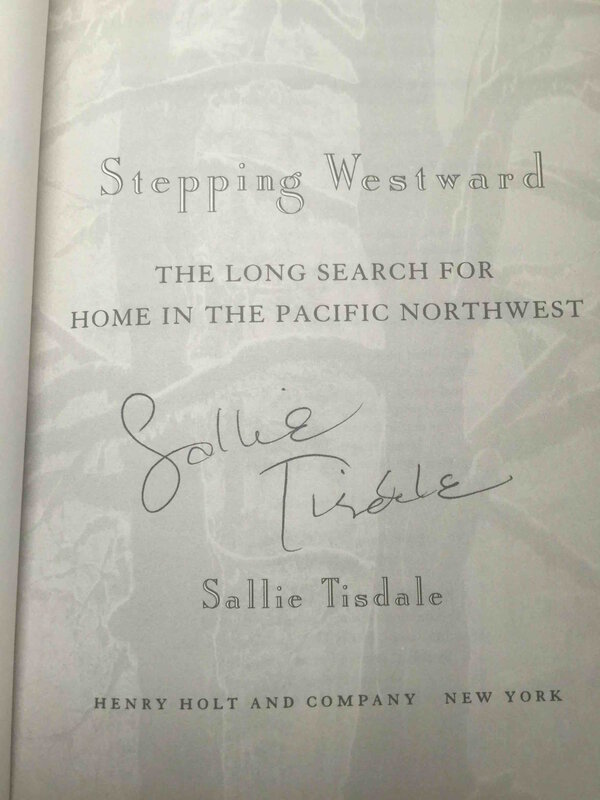 Stepping Westward
THE LONG SEARCH FOR
HOME IN THE PACIFIC NORTHWEST
Sallie
Tisdale
Sallie Tisdale
HENRY HOLT AND COMPANY NEW YORK